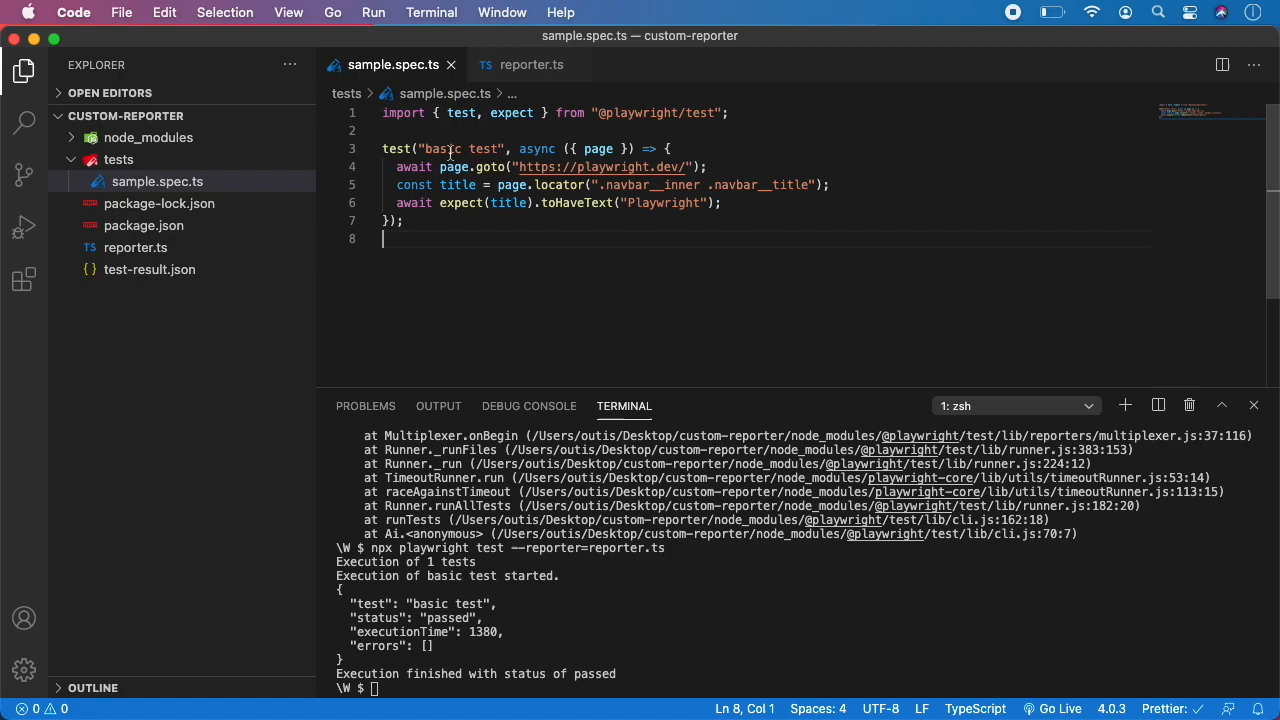 Code File Edit Selection View Go Run Terminal Window Help
sample.spec.ts — custom-reporter
EXPLORER
OPEN EDITORS
CUSTOM-REPORTER
node_modules
tests
sample.spec.ts
package-lock.json
package.json
TS reporter.ts
{ } test-result.json
OUTLINE
sample.spec.ts
TS reporter.ts
tests > sample.spec.ts > ...
1 import { test, expect } from "@playwright/test";
2
3 test("basic test", async ({ page }) => {
4 await page.goto("https://playwright.dev/");
5 const title = page.locator(".navbar__inner .navbar__title");
6 await expect(title).toHaveText("Playwright");
7 });
8
PROBLEMS OUTPUT DEBUG CONSOLE TERMINAL 1: zsh
at Multiplexer.onBegin (/Users/outis/Desktop/custom-reporter/node_modules/@playwright/test/lib/reporters/multiplexer.js:37:116)
at Runner._runFiles (/Users/outis/Desktop/custom-reporter/node_modules/@playwright/test/lib/runner.js:383:153)
at Runner._run (/Users/outis/Desktop/custom-reporter/node_modules/@playwright/test/lib/runner.js:224:12)
at TimeoutRunner.run (/Users/outis/Desktop/custom-reporter/node_modules/playwright-core/lib/utils/timeoutRunner.js:53:14)
at raceAgainstTimeout (/Users/outis/Desktop/custom-reporter/node_modules/playwright-core/lib/utils/timeoutRunner.js:113:15)
at Runner.runAllTests (/Users/outis/Desktop/custom-reporter/node_modules/@playwright/test/lib/runner.js:182:20)
at runTests (/Users/outis/Desktop/custom-reporter/node_modules/@playwright/test/lib/cli.js:162:18)
at Ai.<anonymous> (/Users/outis/Desktop/custom-reporter/node_modules/@playwright/test/lib/cli.js:70:7)
\W $ npx playwright test --reporter=reporter.ts
Execution of 1 tests
Execution of basic test started.
{
"test": "basic test",
"status": "passed",
"executionTime": 1380,
"errors": []
}
Execution finished with status of passed
\W $
0 0 Ln 8, Col 1 Spaces: 4 UTF-8 LF TypeScript Go Live 4.0.3 Prettier: ✓